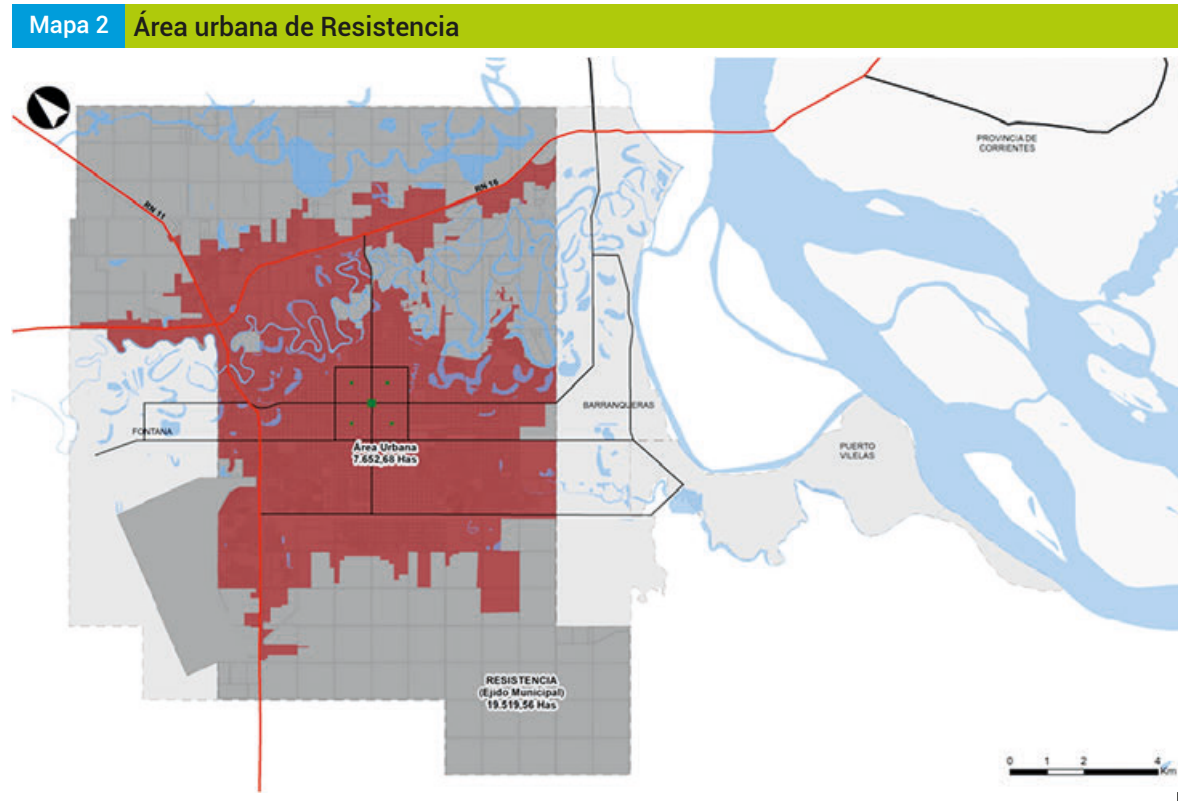 Mapa 2 Área urbana de Resistencia
PROVINCIA DE
CORRIENTES
RN 16
RN 11
BARRANQUERAS
FONTANA
Área Urbana
7.652,68 Has
PUERTO
VILELAS
RESISTENCIA
(Ejido Municipal)
19.519,56 Has
0 1 2 4
Km